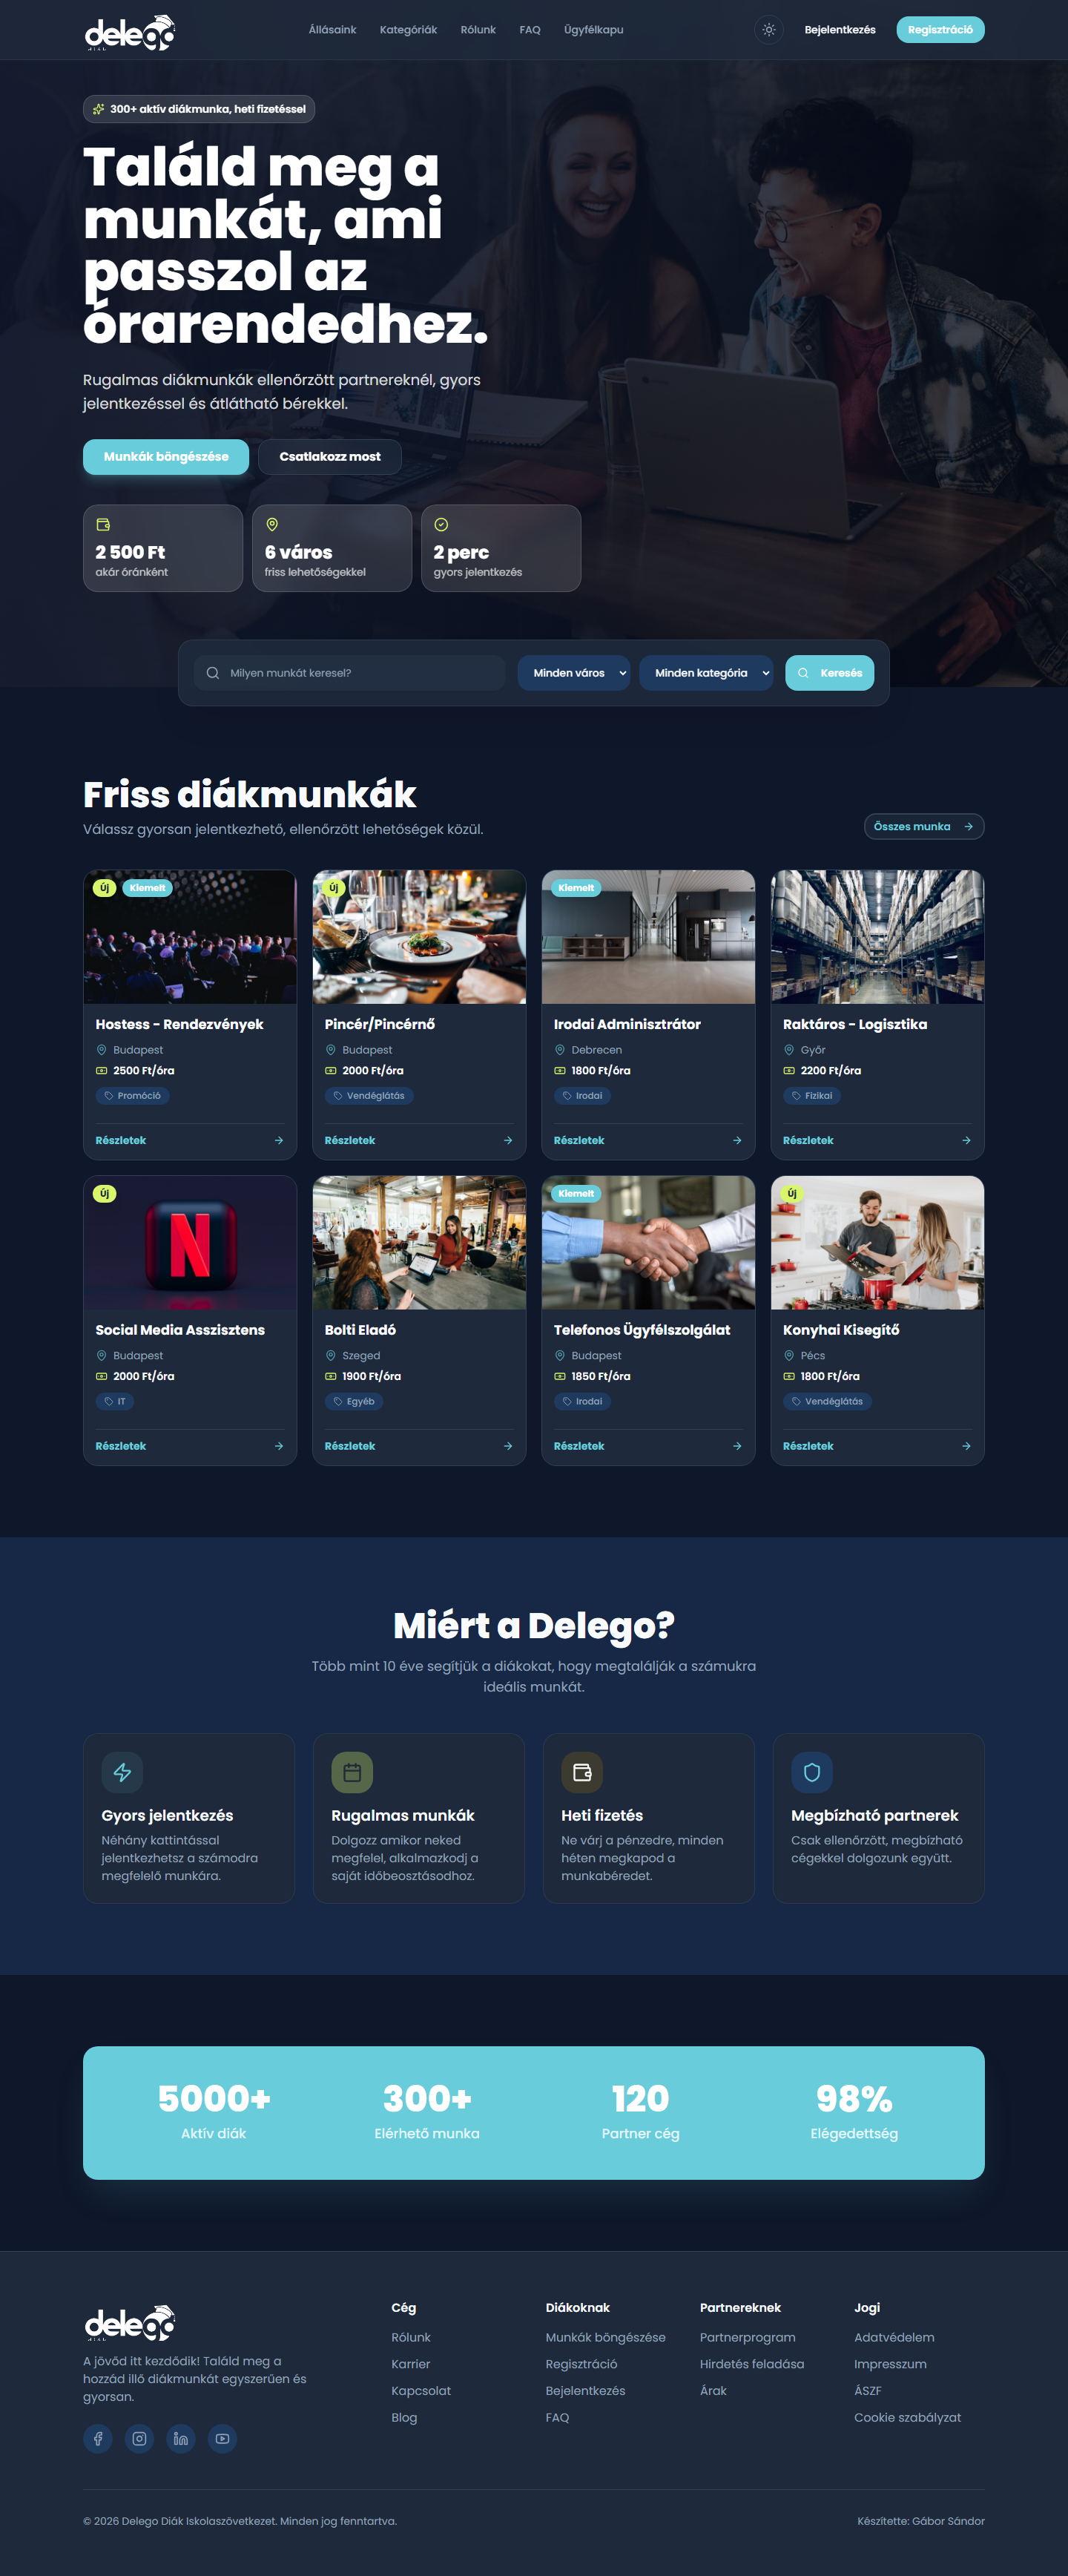 delego
DIÁK
Állásaink
Kategóriák
Rólunk
FAQ
Ügyfélkapu
Bejelentkezés
Regisztráció
300+ aktív diákmunka, heti fizetéssel
Találd meg a
munkát, ami
passzol az
órarendedhez.
Rugalmas diákmunkák ellenőrzött partnereknél, gyors
jelentkezéssel és átlátható bérekkel.
Munkák böngészése
Csatlakozz most
2 500 Ft
akár óránként
6 város
friss lehetőségekkel
2 perc
gyors jelentkezés
Milyen munkát keresel?
Minden város
Minden kategória
Keresés
Friss diákmunkák
Válassz gyorsan jelentkezhető, ellenőrzött lehetőségek közül.
Összes munka
Új
Kiemelt
Hostess - Rendezvények
Budapest
2500 Ft/óra
Promóció
Részletek
Új
Pincér/Pincérnő
Budapest
2000 Ft/óra
Vendéglátás
Részletek
Kiemelt
Irodai Adminisztrátor
Debrecen
1800 Ft/óra
Irodai
Részletek
Raktáros - Logisztika
Győr
2200 Ft/óra
Fizikai
Részletek
Új
N
Social Media Asszisztens
Budapest
2000 Ft/óra
IT
Részletek
Bolti Eladó
Szeged
1900 Ft/óra
Egyéb
Részletek
Kiemelt
Telefonos Ügyfélszolgálat
Budapest
1850 Ft/óra
Irodai
Részletek
Új
Konyhai Kisegítő
Pécs
1800 Ft/óra
Vendéglátás
Részletek
Miért a Delego?
Több mint 10 éve segítjük a diákokat, hogy megtalálják a számukra
ideális munkát.
Gyors jelentkezés
Néhány kattintással
jelentkezhetsz a számodra
megfelelő munkára.
Rugalmas munkák
Dolgozz amikor neked
megfelel, alkalmazkodj a
saját időbeosztásodhoz.
Heti fizetés
Ne várj a pénzedre, minden
héten megkapod a
munkabéredet.
Megbízható partnerek
Csak ellenőrzött, megbízható
cégekkel dolgozunk együtt.
5000+
Aktív diák
300+
Elérhető munka
120
Partner cég
98%
Elégedettség
delego
DIÁK
A jövőd itt kezdődik! Találd meg a
hozzád illő diákmunkát egyszerűen és
gyorsan.
Cég
Rólunk
Karrier
Kapcsolat
Blog
Diákoknak
Munkák böngészése
Regisztráció
Bejelentkezés
FAQ
Partnereknek
Partnerprogram
Hirdetés feladása
Árak
Jogi
Adatvédelem
Impresszum
ÁSZF
Cookie szabályzat
© 2026 Delego Diák Iskolaszövetkezet. Minden jog fenntartva.
Készítette: Gábor Sándor